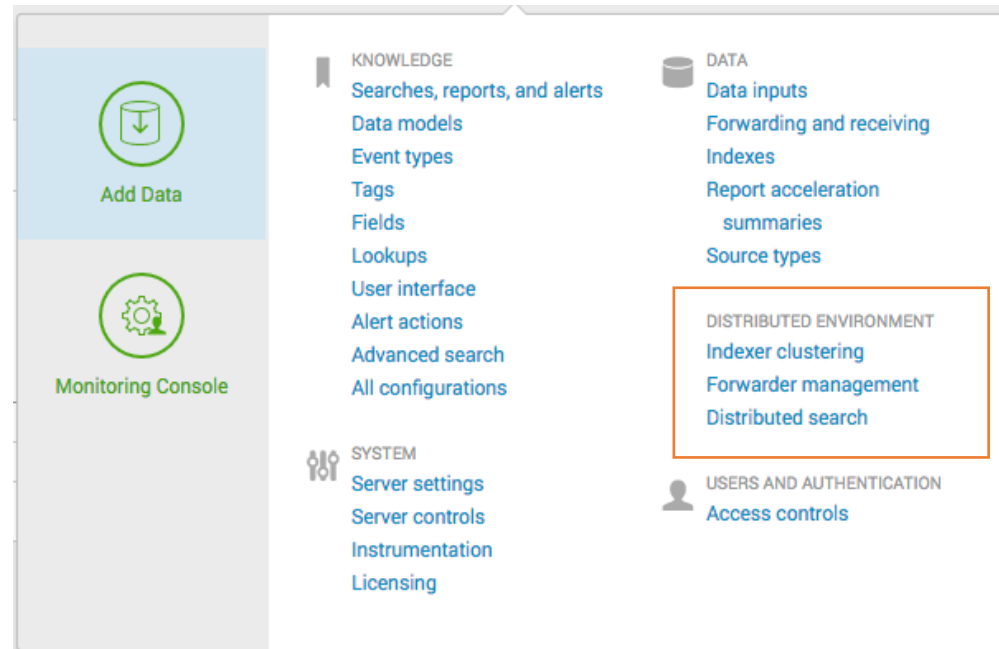 Add Data
Monitoring Console
KNOWLEDGE
Searches, reports, and alerts
Data models
Event types
Tags
Fields
Lookups
User interface
Alert actions
Advanced search
All configurations
SYSTEM
Server settings
Server controls
Instrumentation
Licensing
DATA
Data inputs
Forwarding and receiving
Indexes
Report acceleration
summaries
Source types
DISTRIBUTED ENVIRONMENT
Indexer clustering
Forwarder management
Distributed search
USERS AND AUTHENTICATION
Access controls